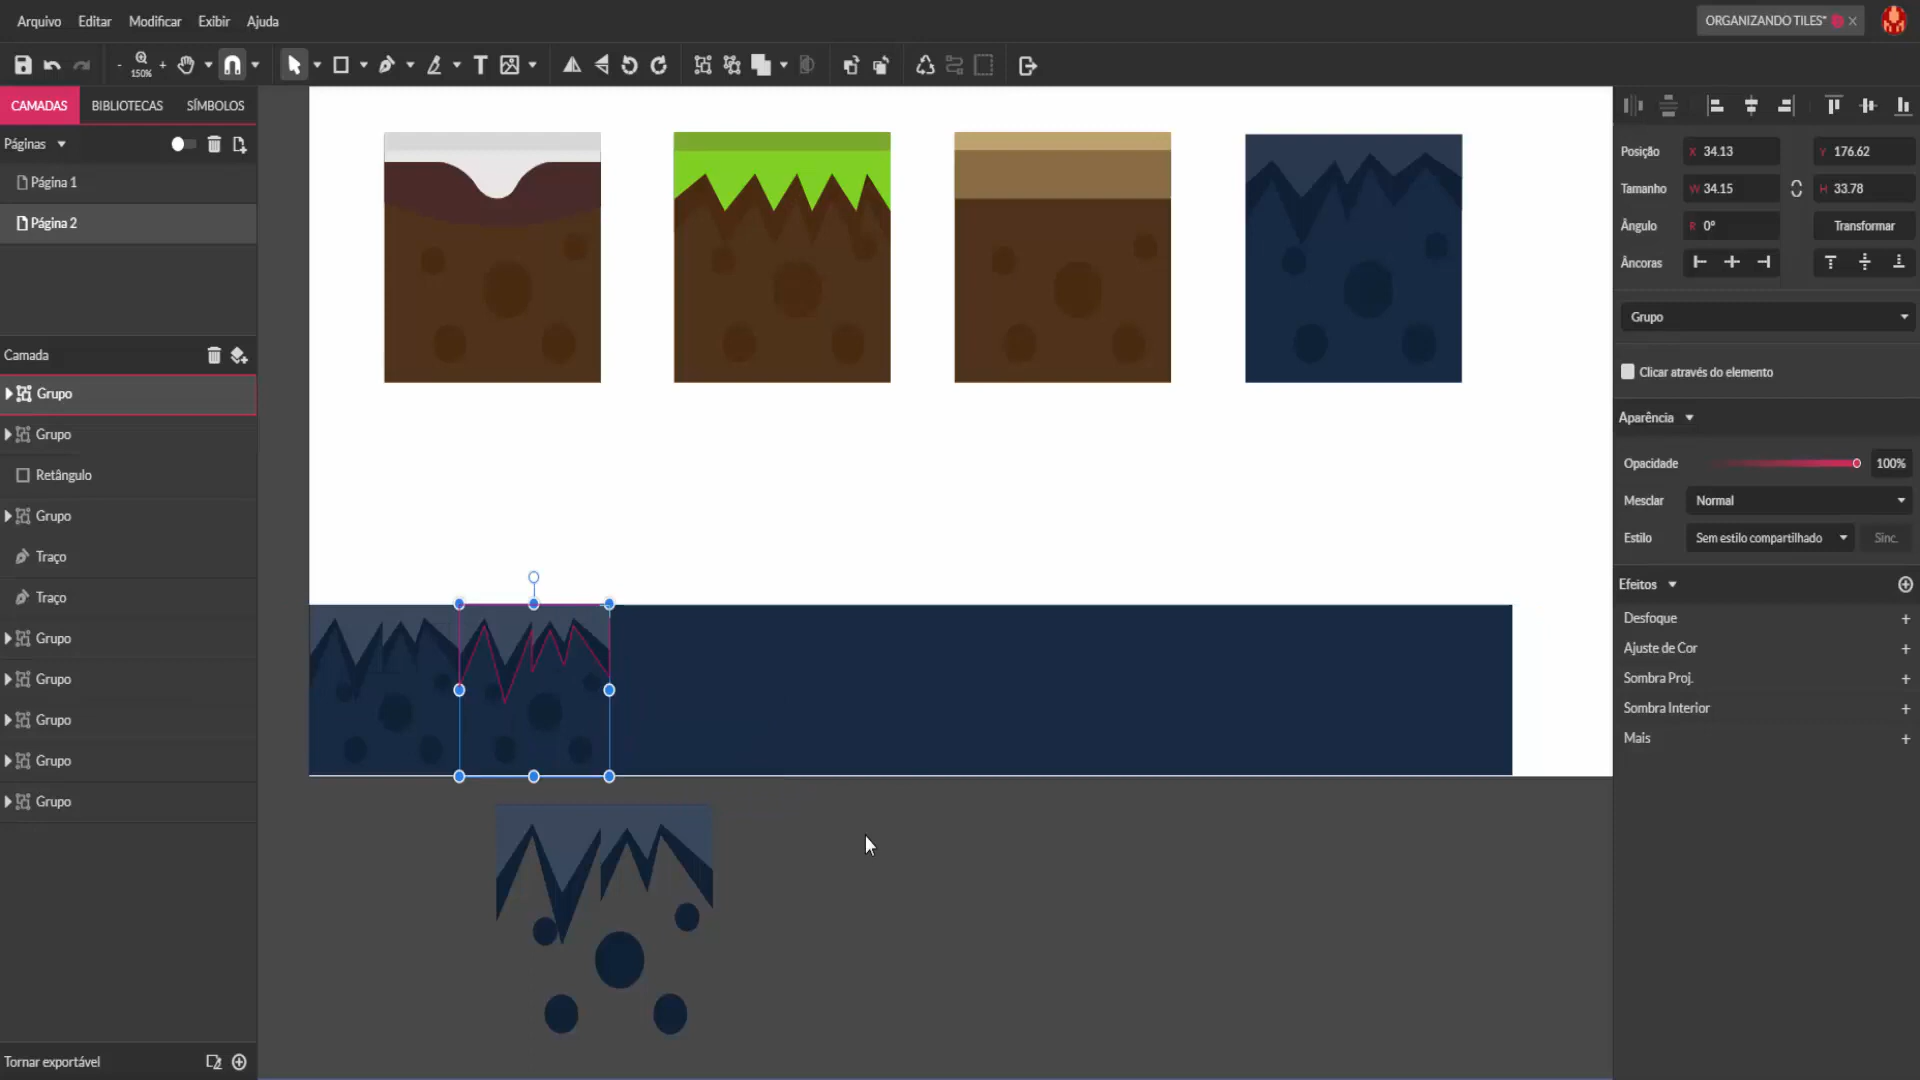 Arquivo Editar Modificar Exibir Ajuda
ORGANIZANDO TILES*
- 150% +
CAMADAS BIBLIOTECAS SÍMBOLOS
Páginas
Página 1
Página 2
Camada
Grupo
Grupo
Retângulo
Grupo
Traço
Traço
Grupo
Grupo
Grupo
Grupo
Grupo
Tornar exportável
Posição X 34.13 Y 176.62
Tamanho W 34.15 H 33.78
Ângulo R 0° Transformar
Âncoras
Grupo
Clicar através do elemento
Aparência
Opacidade 100%
Mesclar Normal
Estilo Sem estilo compartilhado Sinc.
Efeitos
Desfoque +
Ajuste de Cor +
Sombra Proj. +
Sombra Interior +
Mais +